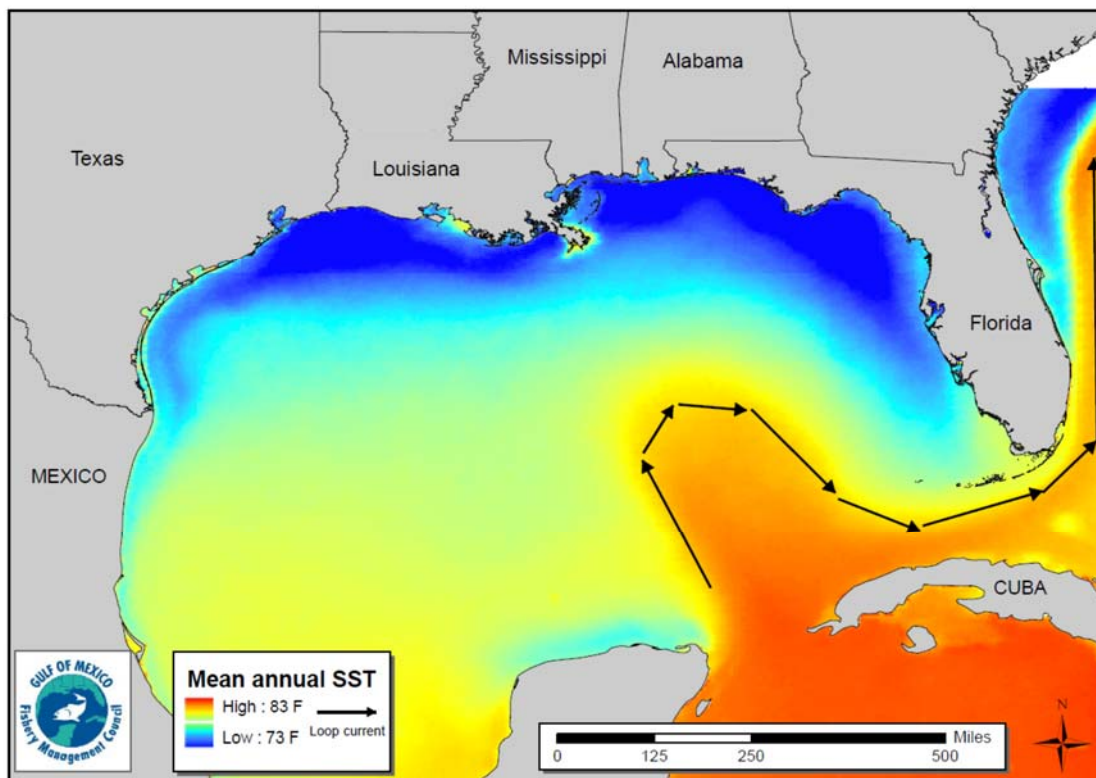 Mississippi
Alabama
Texas
Louisiana
Florida
MEXICO
CUBA
GULF OF MEXICO
Fishery Management Council
Mean annual SST
High : 83 F
Low : 73 F
Loop current
Miles
0 125 250 500
N